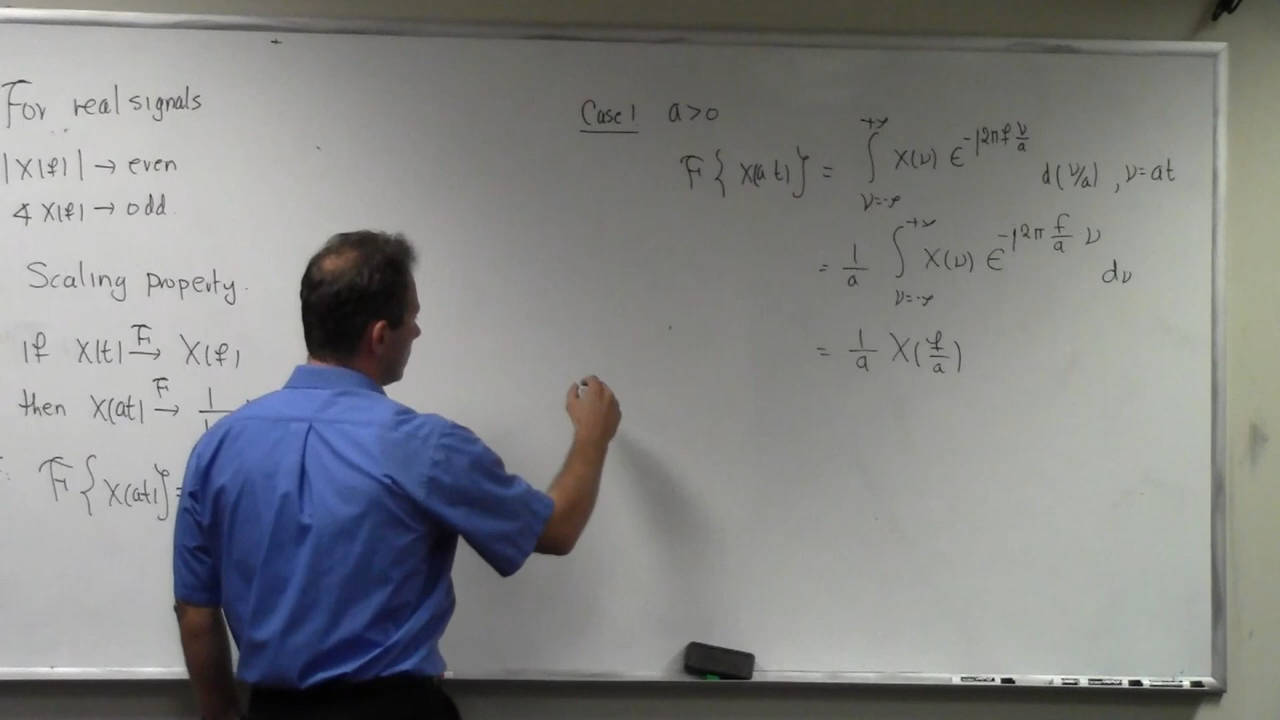 For real signals
|X(f)| → even
∡ X(f) → odd
Scaling property.
If X(t) F→ X(f)
then X(at) F→ 1
F{X(at)} =
Case 1 a>0
F{X(at)} = ∫_{ν=-∞}^{+∞} X(ν) e^{-j2πf ν/a} d(ν/a), ν=at
= 1/a ∫_{ν=-∞}^{+∞} X(ν) e^{-j2π f/a ν} dν
= 1/a X(f/a)